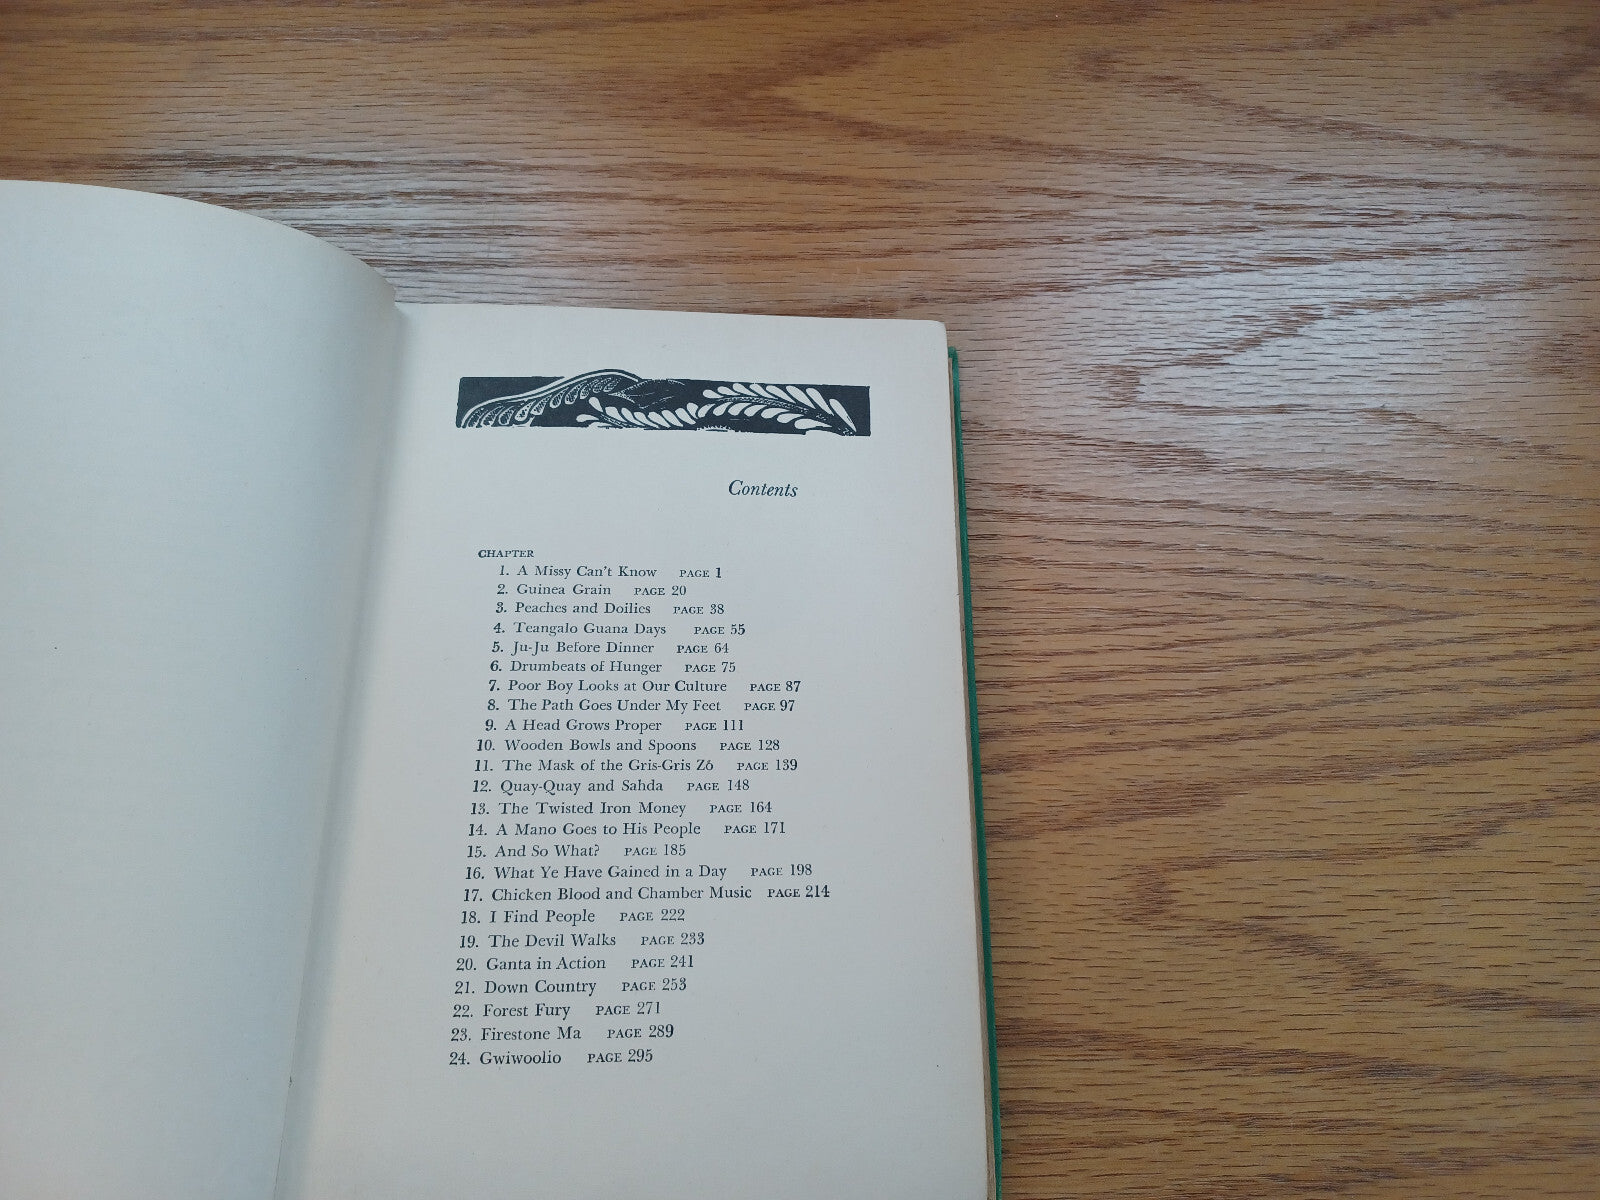 Contents
CHAPTER
1. A Missy Can't Know PAGE 1
2. Guinea Grain PAGE 20
3. Peaches and Doilies PAGE 38
4. Teangalo Guana Days PAGE 55
5. Ju-Ju Before Dinner PAGE 64
6. Drumbeats of Hunger PAGE 75
7. Poor Boy Looks at Our Culture PAGE 87
8. The Path Goes Under My Feet PAGE 97
9. A Head Grows Proper PAGE 111
10. Wooden Bowls and Spoons PAGE 128
11. The Mask of the Gris-Gris Zó PAGE 139
12. Quay-Quay and Sahda PAGE 148
13. The Twisted Iron Money PAGE 164
14. A Mano Goes to His People PAGE 171
15. And So What? PAGE 185
16. What Ye Have Gained in a Day PAGE 198
17. Chicken Blood and Chamber Music PAGE 214
18. I Find People PAGE 222
19. The Devil Walks PAGE 233
20. Ganta in Action PAGE 241
21. Down Country PAGE 253
22. Forest Fury PAGE 271
23. Firestone Ma PAGE 289
24. Gwiwoolio PAGE 295